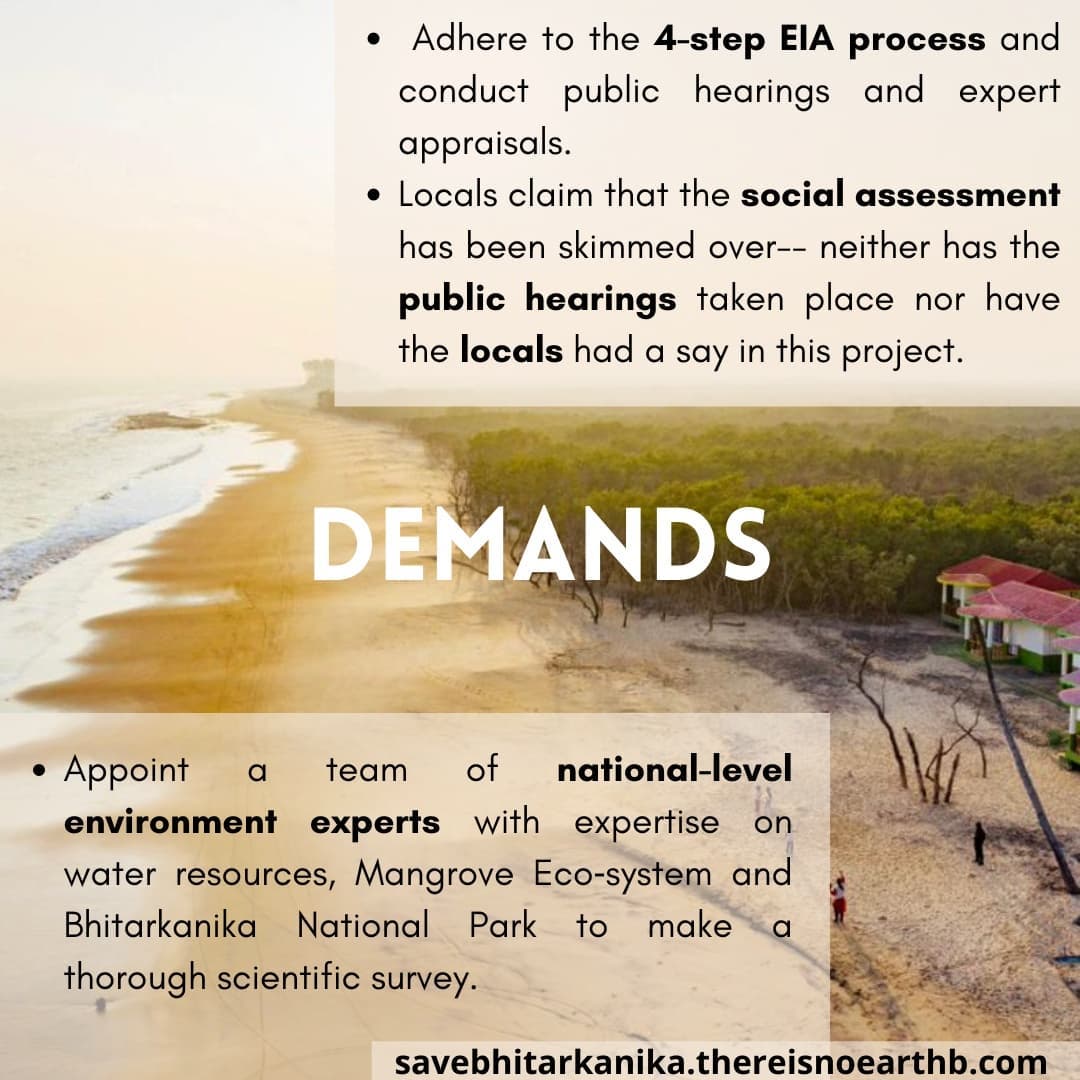 • Adhere to the 4-step EIA process and
conduct public hearings and expert
appraisals.
• Locals claim that the social assessment
has been skimmed over-- neither has the
public hearings taken place nor have
the locals had a say in this project.
DEMANDS
• Appoint a team of national-level
environment experts with expertise on
water resources, Mangrove Eco-system and
Bhitarkanika National Park to make a
thorough scientific survey.
savebhitarkanika.thereisnoearthb.com